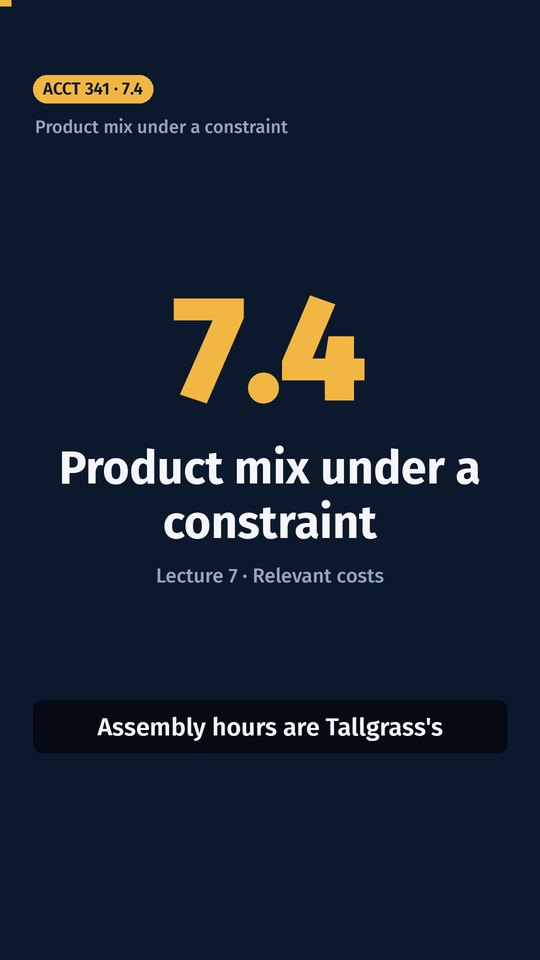 ACCT 341 · 7.4
Product mix under a constraint
7.4
Product mix under a
constraint
Lecture 7 · Relevant costs
Assembly hours are Tallgrass's